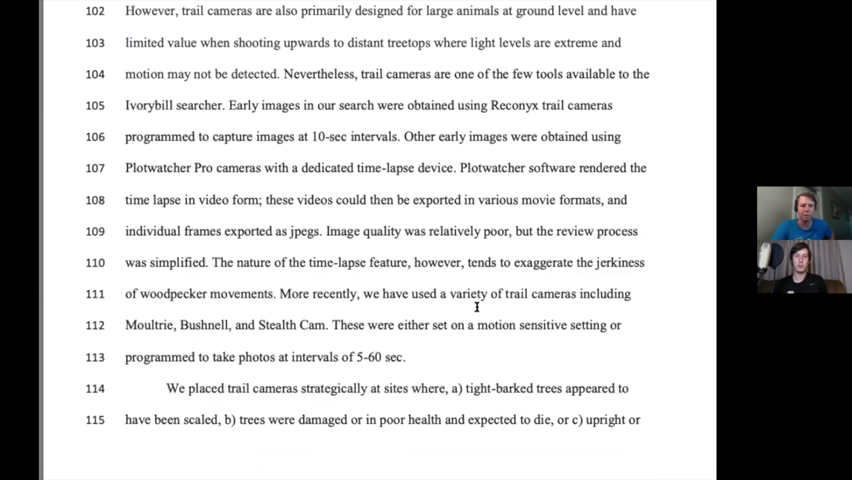 102 However, trail cameras are also primarily designed for large animals at ground level and have
103 limited value when shooting upwards to distant treetops where light levels are extreme and
104 motion may not be detected. Nevertheless, trail cameras are one of the few tools available to the
105 Ivorybill searcher. Early images in our search were obtained using Reconyx trail cameras
106 programmed to capture images at 10-sec intervals. Other early images were obtained using
107 Plotwatcher Pro cameras with a dedicated time-lapse device. Plotwatcher software rendered the
108 time lapse in video form; these videos could then be exported in various movie formats, and
109 individual frames exported as jpegs. Image quality was relatively poor, but the review process
110 was simplified. The nature of the time-lapse feature, however, tends to exaggerate the jerkiness
111 of woodpecker movements. More recently, we have used a variety of trail cameras including
112 Moultrie, Bushnell, and Stealth Cam. These were either set on a motion sensitive setting or
113 programmed to take photos at intervals of 5-60 sec.
114 We placed trail cameras strategically at sites where, a) tight-barked trees appeared to
115 have been scaled, b) trees were damaged or in poor health and expected to die, or c) upright or